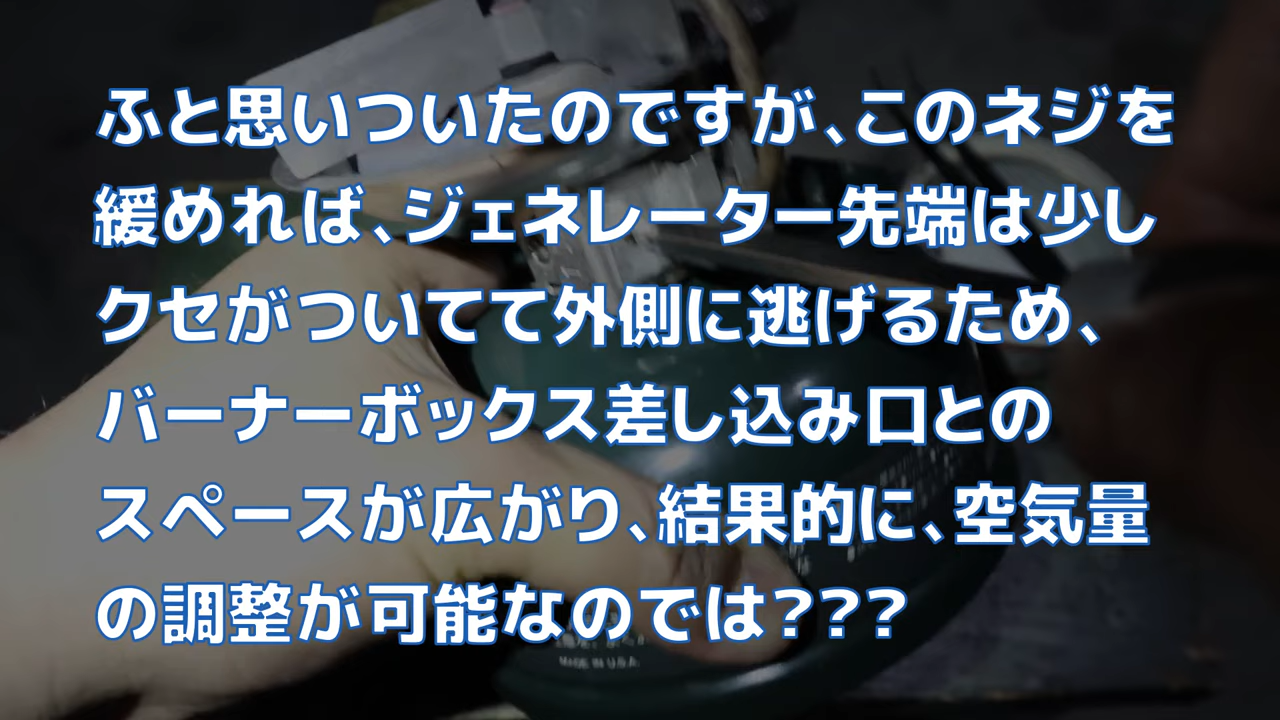 ふと思いついたのですが、このネジを
緩めれば、ジェネレーター先端は少し
クセがついてて外側に逃げるため、
バーナーボックス差し込み口との
スペースが広がり、結果的に、空気量
の調整が可能なのでは???
MADE IN U.S.A.